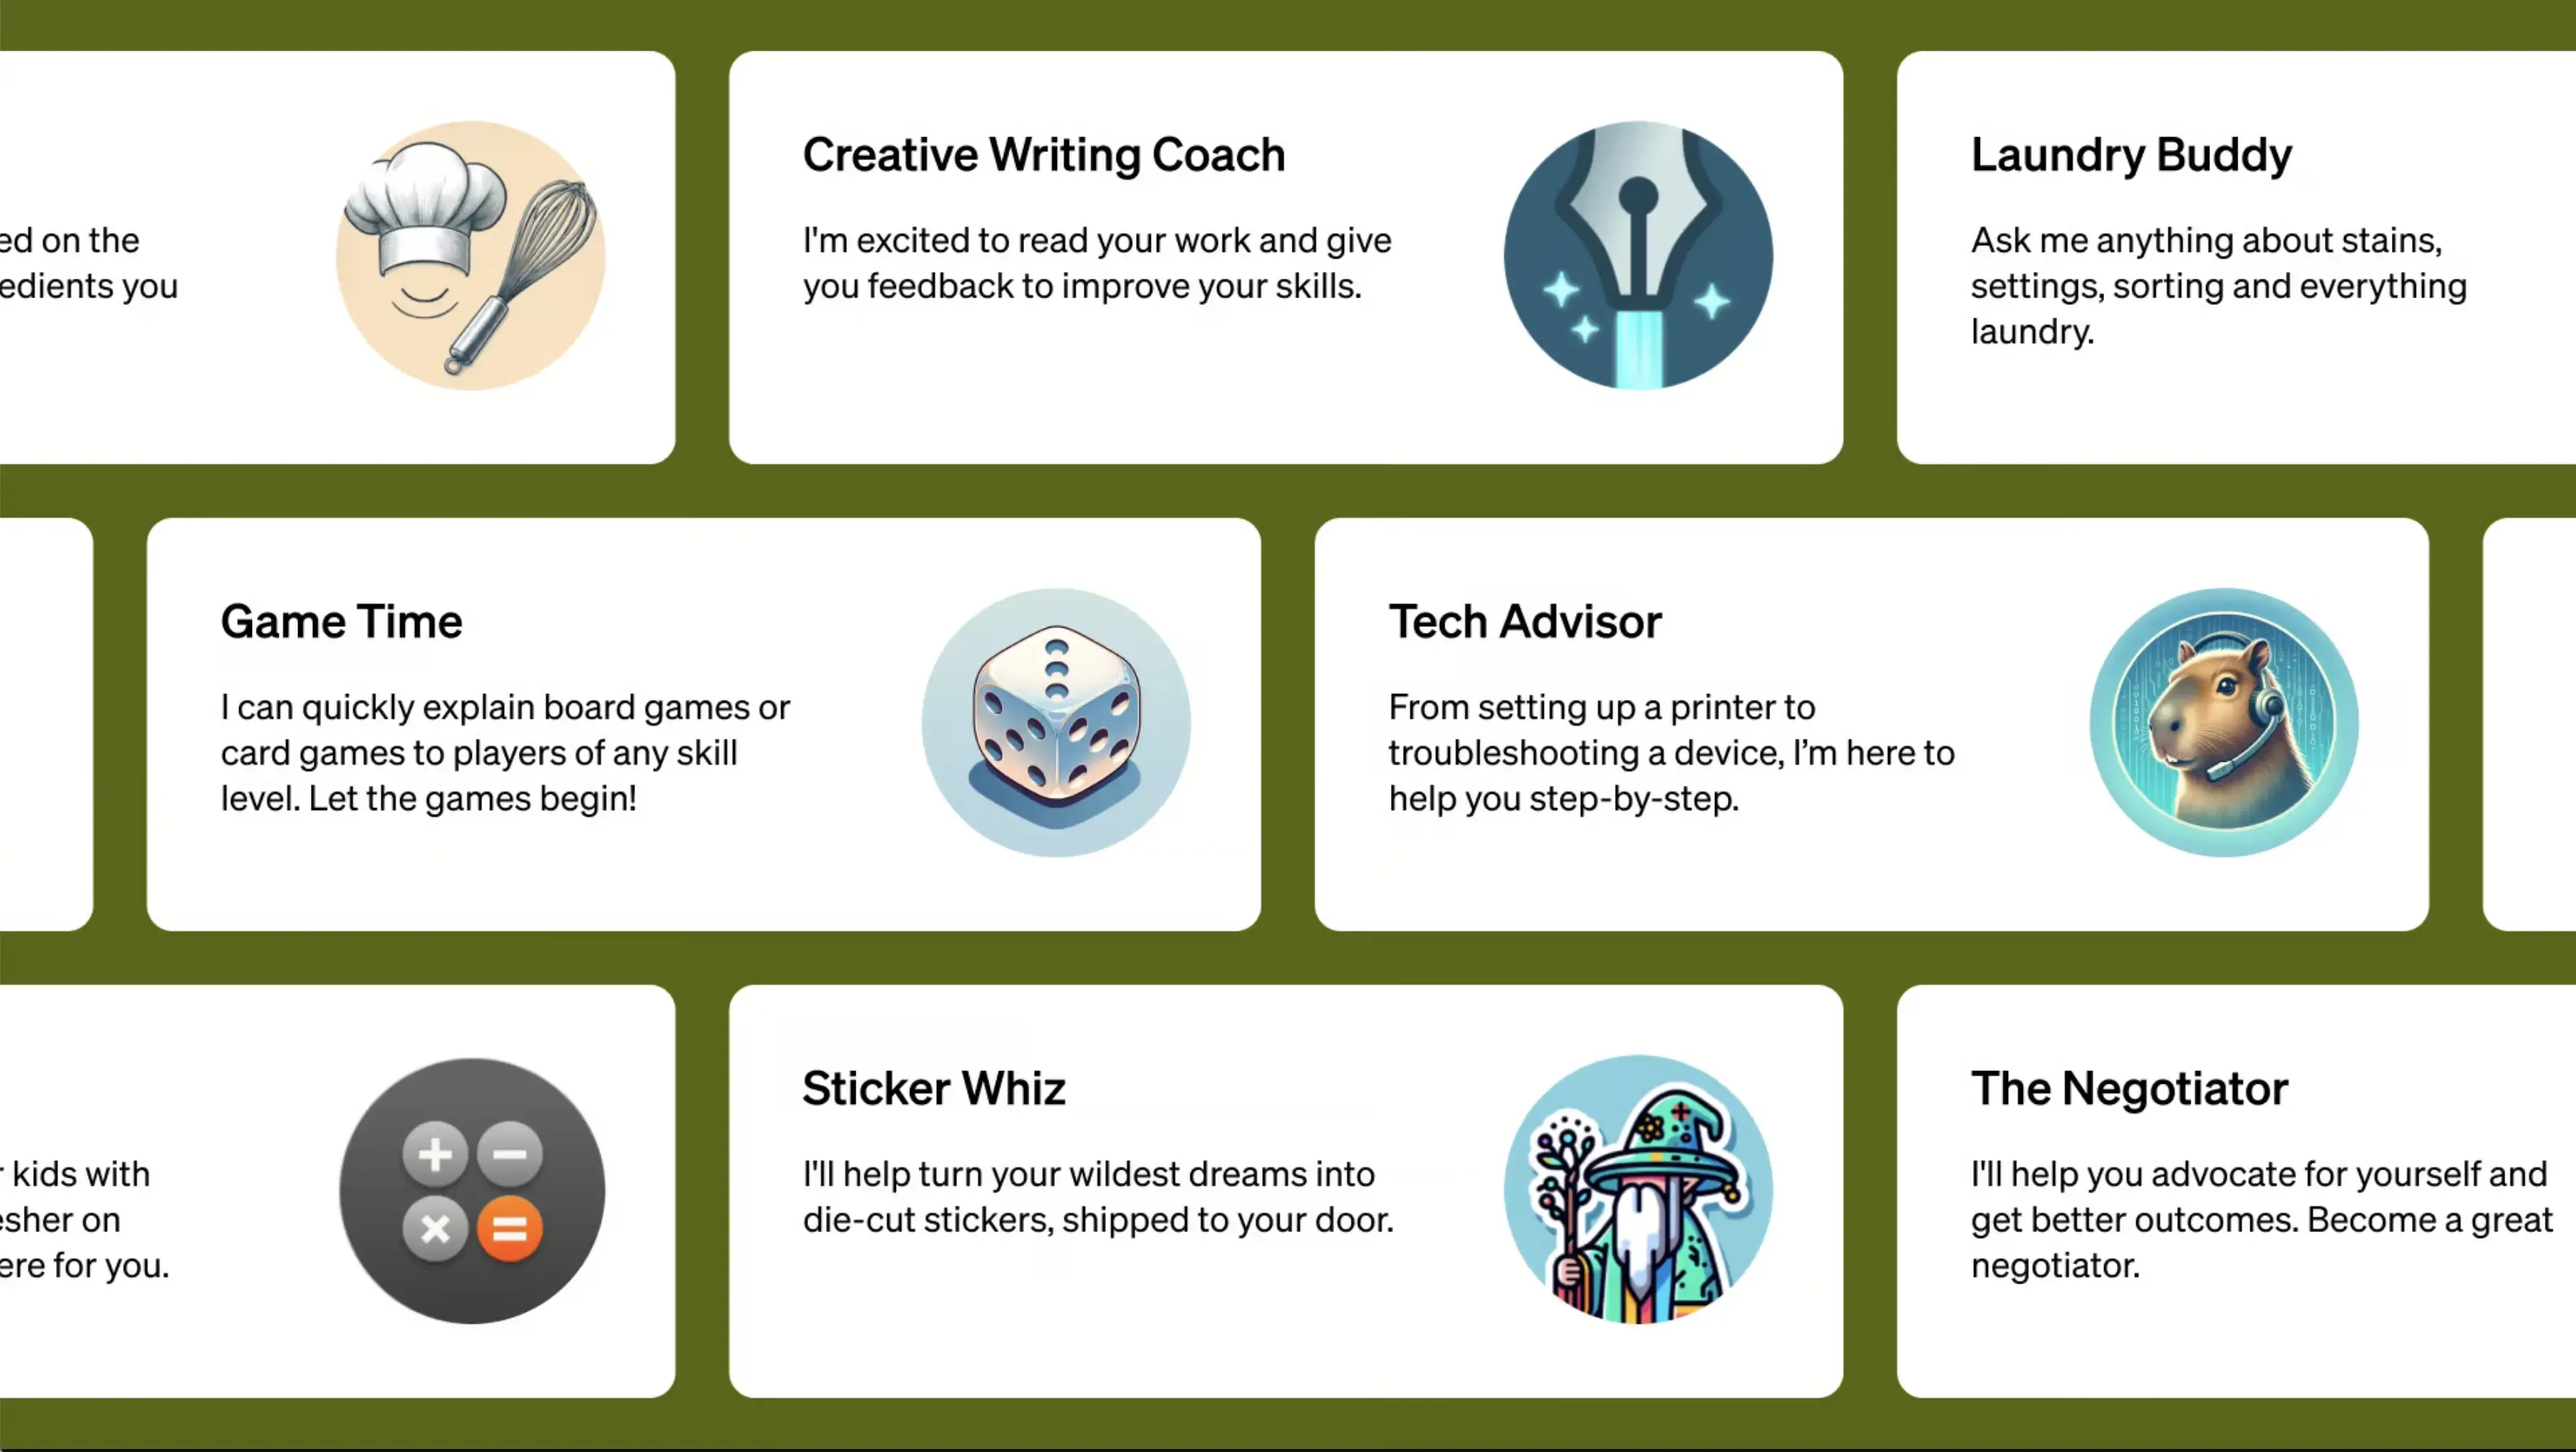 ed on the
edients you
Creative Writing Coach
I'm excited to read your work and give
you feedback to improve your skills.
Laundry Buddy
Ask me anything about stains,
settings, sorting and everything
laundry.
Game Time
I can quickly explain board games or
card games to players of any skill
level. Let the games begin!
Tech Advisor
From setting up a printer to
troubleshooting a device, I’m here to
help you step-by-step.
r kids with
esher on
ere for you.
Sticker Whiz
I'll help turn your wildest dreams into
die-cut stickers, shipped to your door.
The Negotiator
I'll help you advocate for yourself and
get better outcomes. Become a great
negotiator.